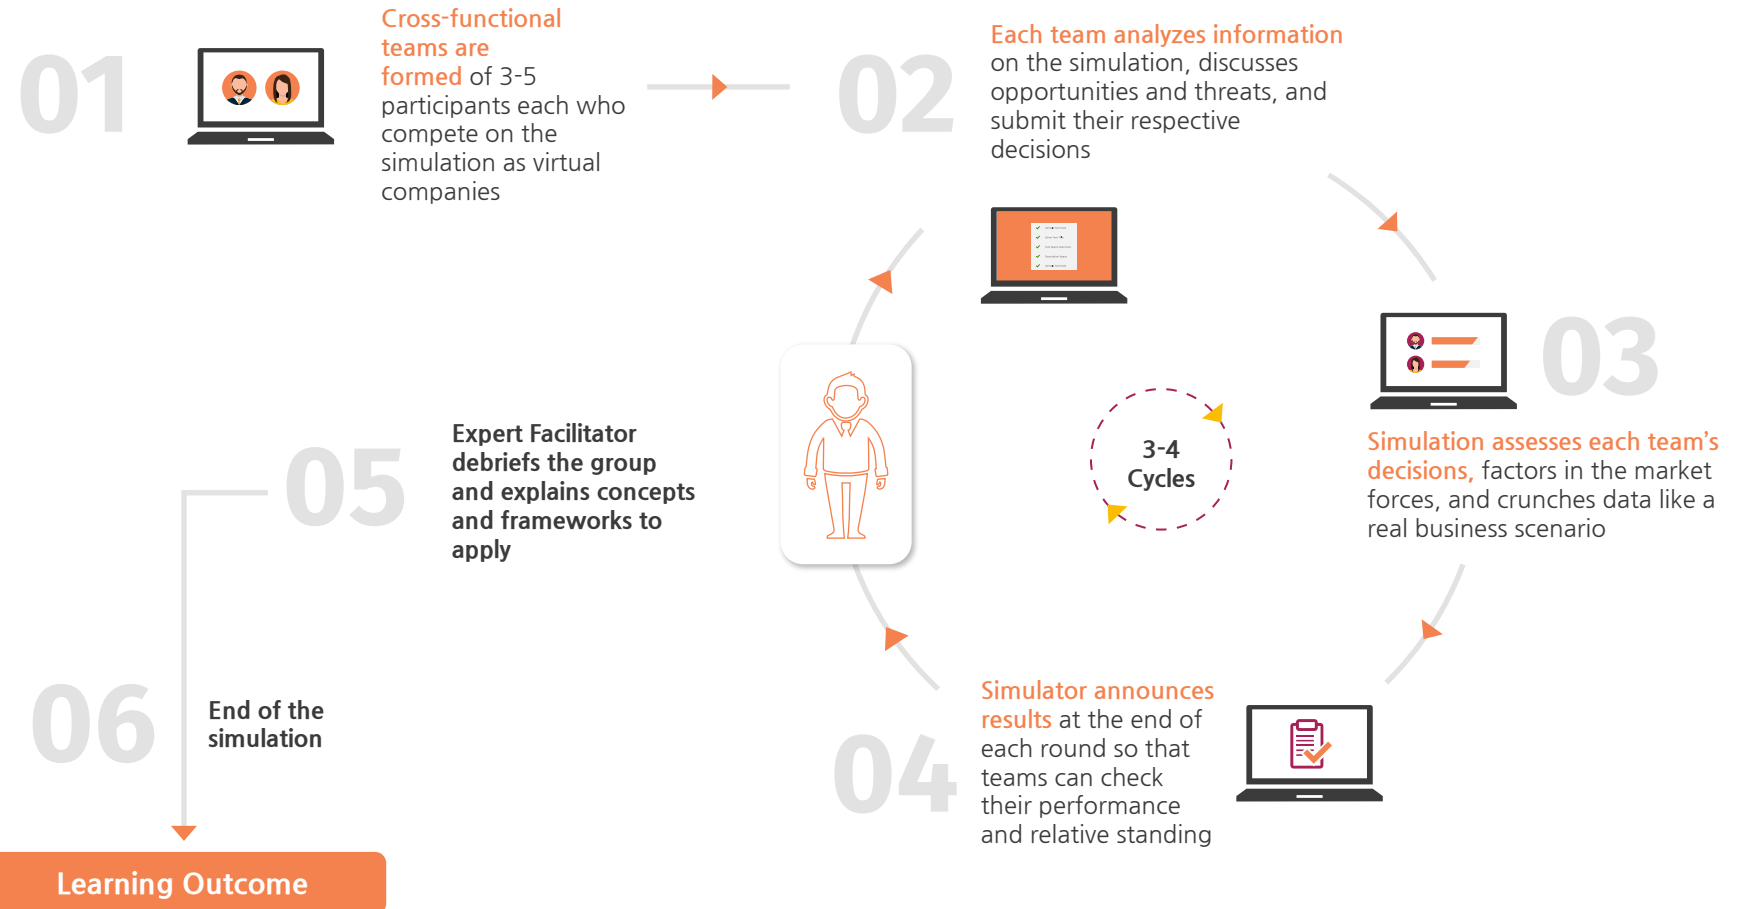 01
Cross-functional
teams are
formed of 3-5
participants each who
compete on the
simulation as virtual
companies
02
Each team analyzes information
on the simulation, discusses
opportunities and threats, and
submit their respective
decisions
03
Simulation assesses each team's
decisions, factors in the market
forces, and crunches data like a
real business scenario
3-4
Cycles
04
Simulator announces
results at the end of
each round so that
teams can check
their performance
and relative standing
05
Expert Facilitator
debriefs the group
and explains concepts
and frameworks to
apply
06
End of the
simulation
Learning Outcome